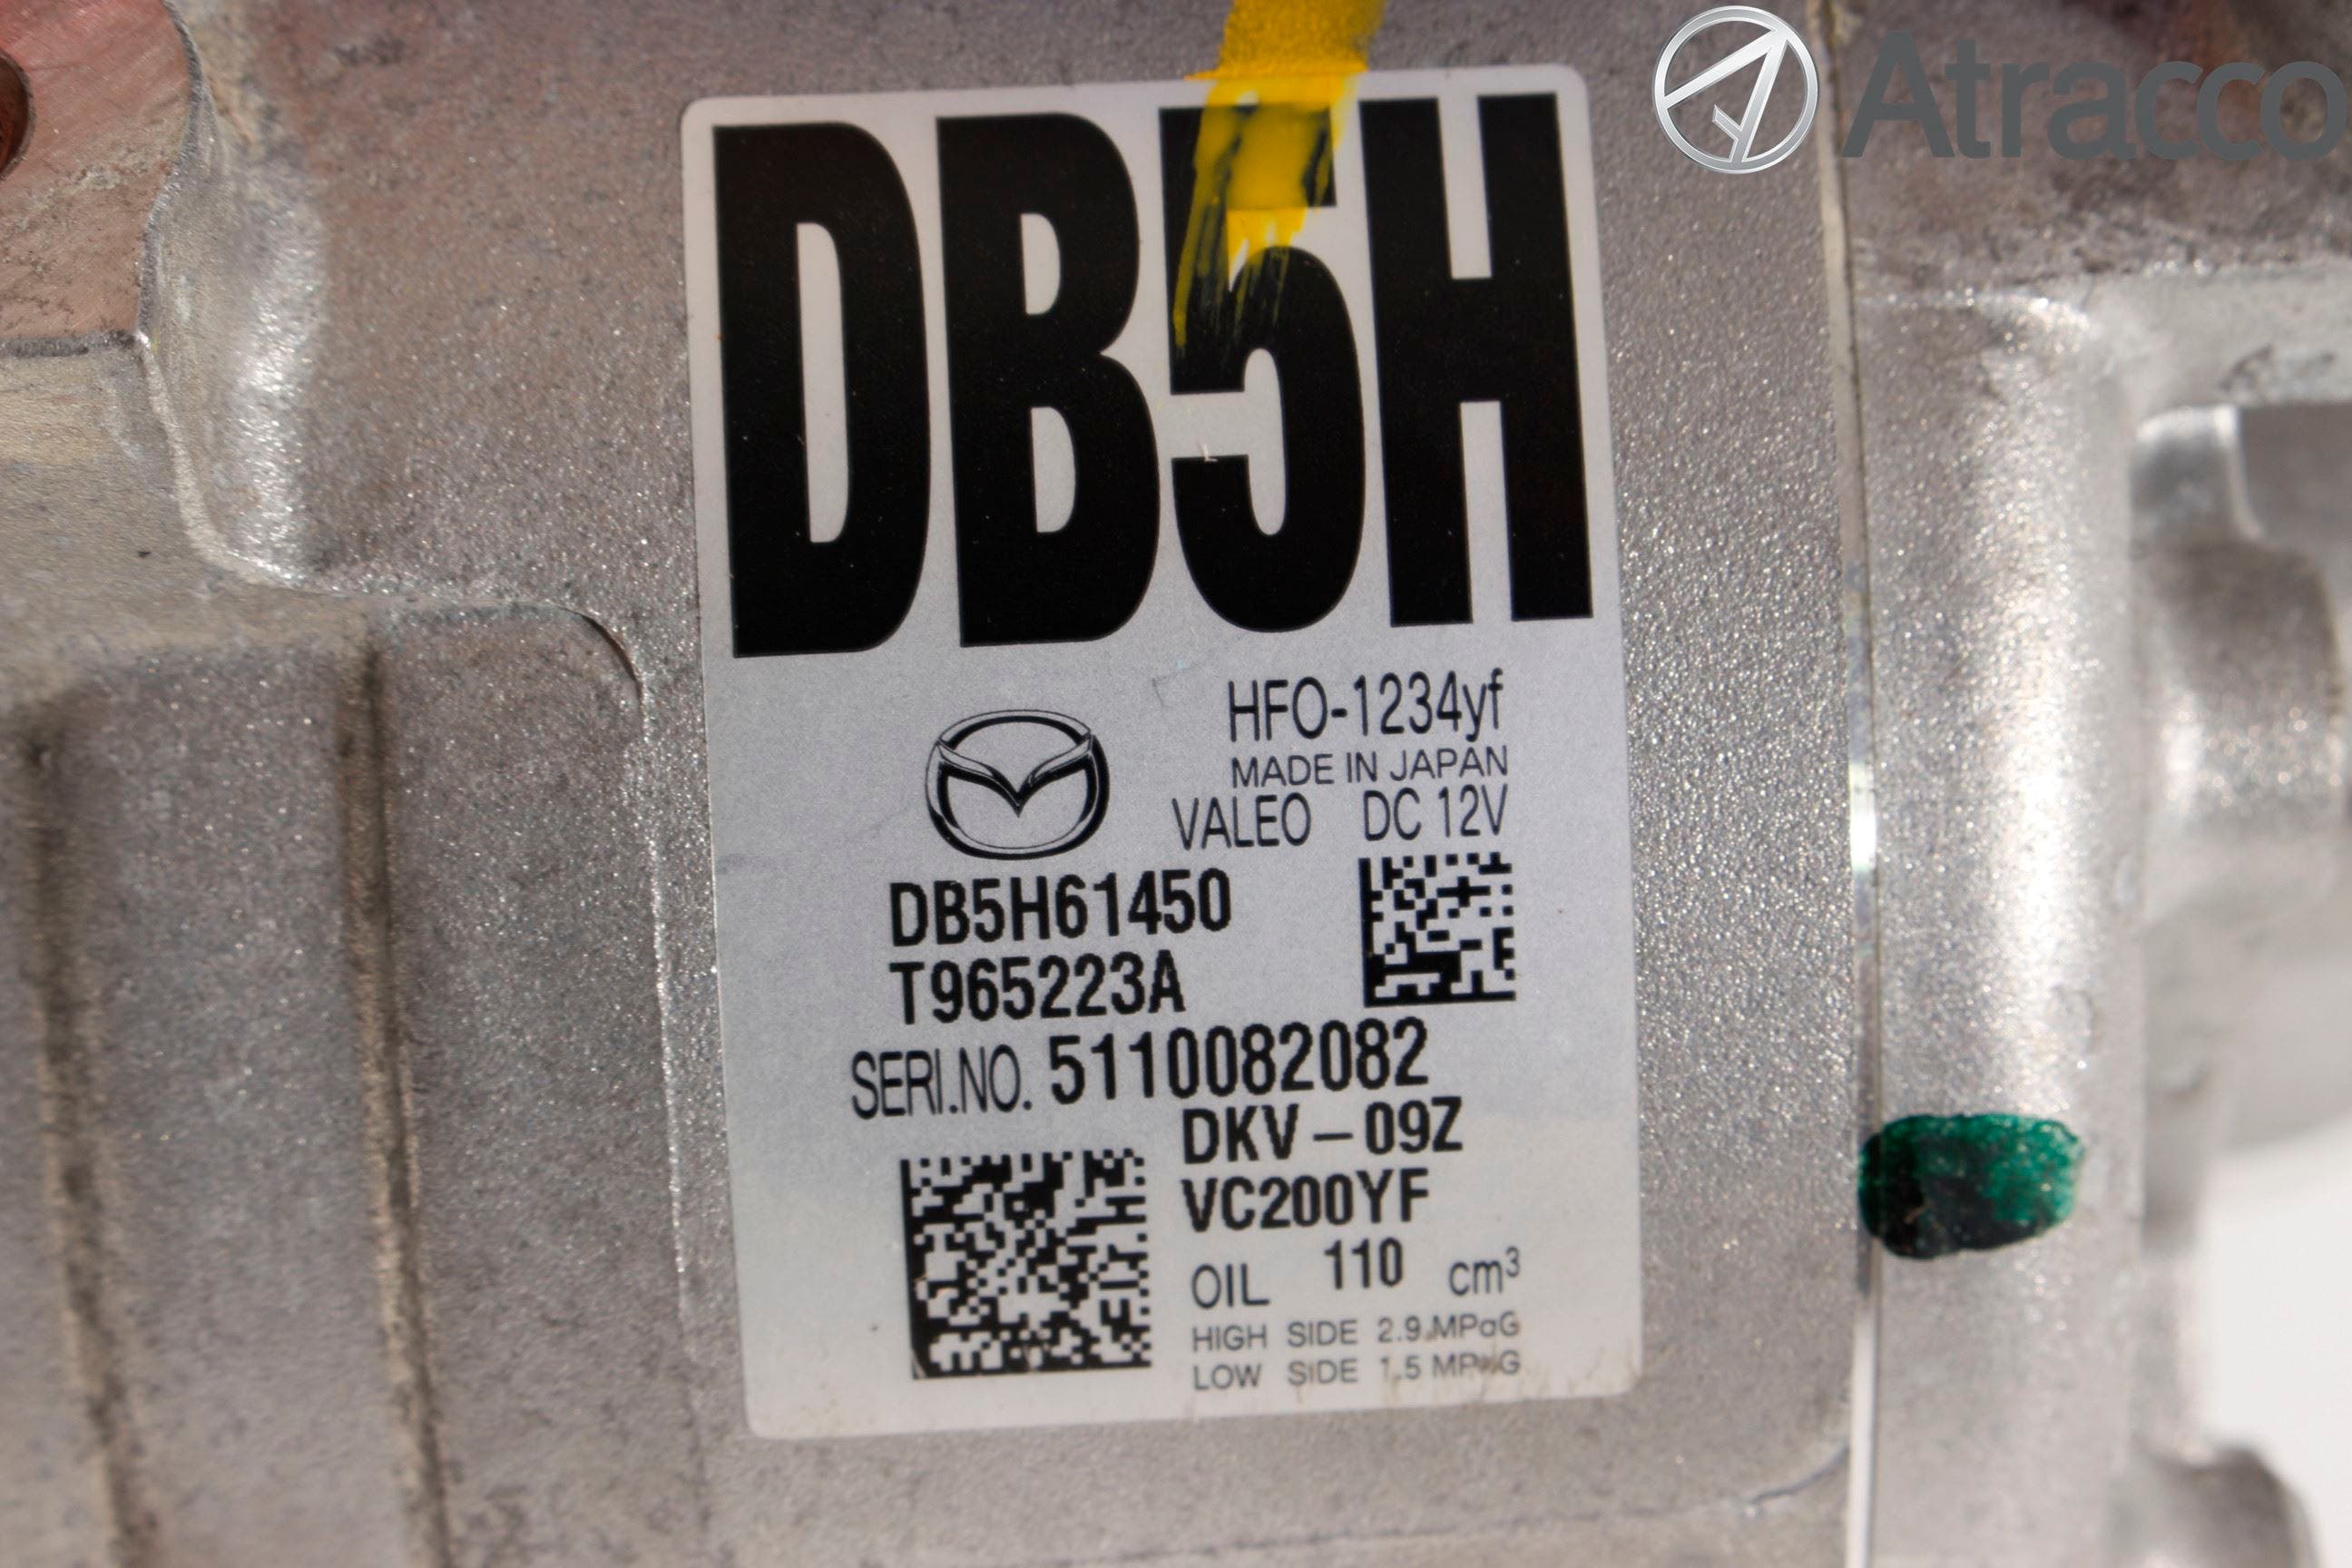 Atracco
DB5H
HFO-1234yf
MADE IN JAPAN
VALEO DC 12V
DB5H61450
T965223A
SERI.NO. 5110082082
DKV-09Z
VC200YF
OIL 110 cm³
HIGH SIDE 2.9 MPaG
LOW SIDE 1.5 MPaG